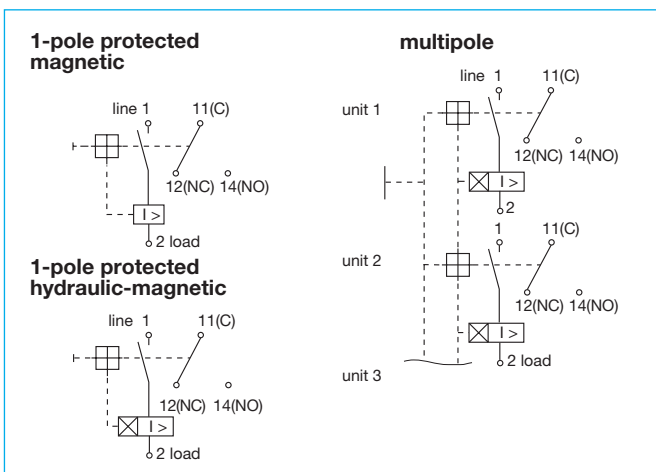 1-pole protected
magnetic
line 1 11(C)
12(NC) 14(NO)
I >
2 load
1-pole protected
hydraulic-magnetic
line 1 11(C)
12(NC) 14(NO)
I >
2 load
multipole
line 1 11(C)
unit 1
12(NC) 14(NO)
I >
2
1 11(C)
unit 2
12(NC) 14(NO)
I >
2 load
unit 3